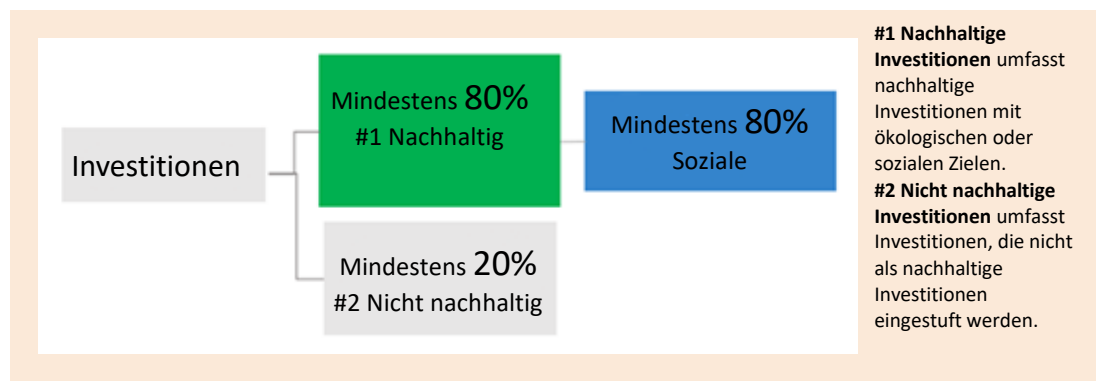 Investitionen
Mindestens 80%
#1 Nachhaltig
Mindestens 80%
Soziale
Mindestens 20%
#2 Nicht nachhaltig
#1 Nachhaltige
Investitionen umfasst
nachhaltige
Investitionen mit
ökologischen oder
sozialen Zielen.
#2 Nicht nachhaltige
Investitionen umfasst
Investitionen, die nicht
als nachhaltige
Investitionen
eingestuft werden.